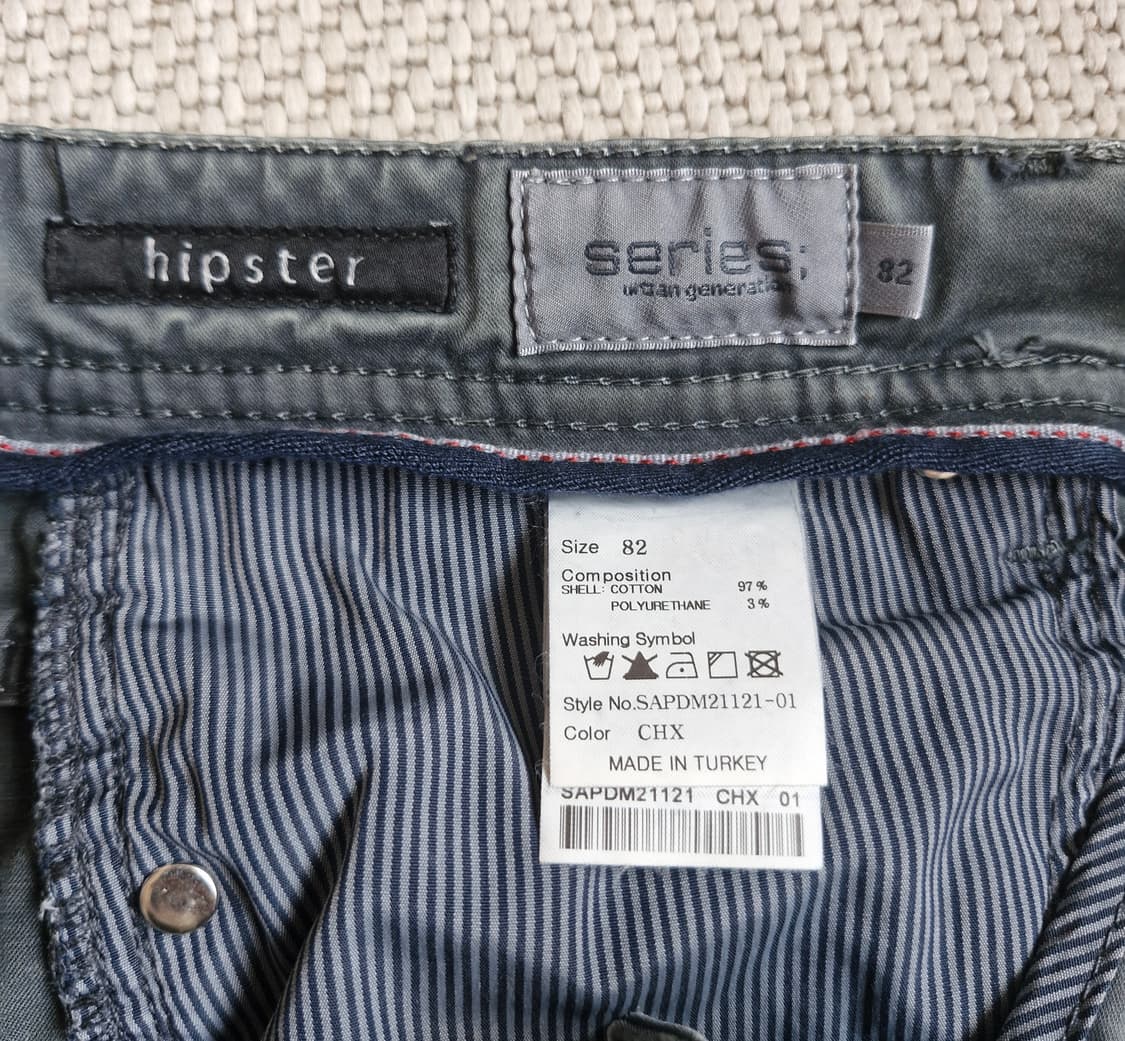 hipster
series;
urban generation
82
Size 82
Composition
SHELL: COTTON 97 %
POLYURETHANE 3 %
Washing Symbol
Style No.SAPDM21121-01
Color CHX
MADE IN TURKEY
SAPDM21121 CHX 01